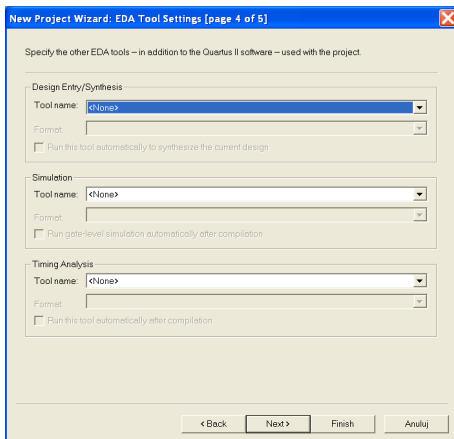 New Project Wizard: EDA Tool Settings [page 4 of 5]
Specify the other EDA tools -- in addition to the Quartus II software -- used with the project.
Design Entry/Synthesis
Tool name: <None>
Format:
Run this tool automatically to synthesize the current design
Simulation
Tool name: <None>
Format:
Run gate-level simulation automatically after compilation
Timing Analysis
Tool name: <None>
Format:
Run this tool automatically after compilation
< Back Next > Finish Anuluj